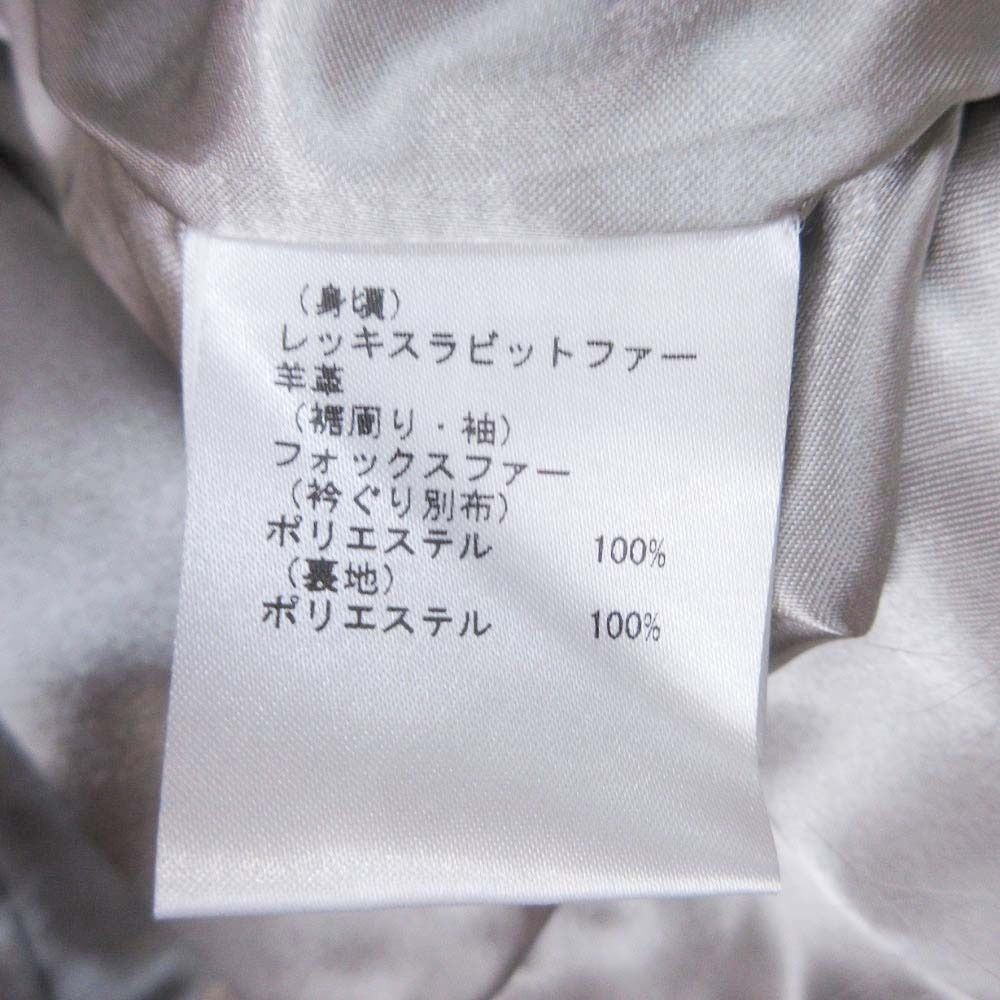 （身頃）
レッキスラビットファー
羊革
（裾周り・袖）
フォックスファー
（衿ぐり別布）
ポリエステル 100%
（裏地）
ポリエステル 100%